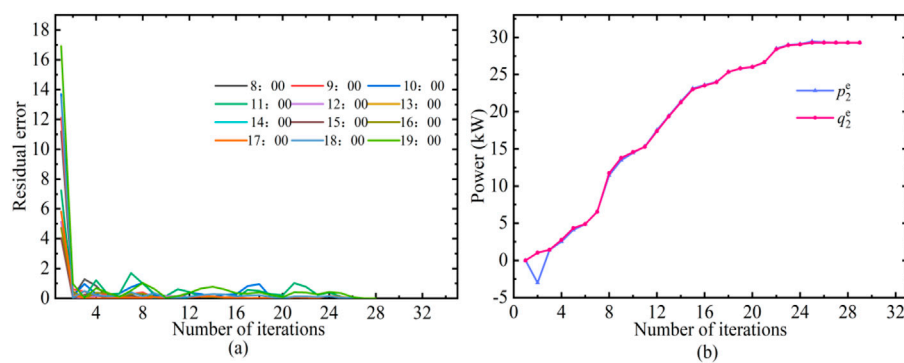 18
16
14
12
10
8
6
4
2
0
Residual error
8：00 9：00 10：00
11：00 12：00 13：00
14：00 15：00 16：00
17：00 18：00 19：00
4 8 12 16 20 24 28 32
Number of icrations
(a)
30
25
20
15
10
5
0
-5
Power (kW)
p₂ᵉ
q₂ᵉ
0 4 8 12 16 20 24 28 32
Number of iterations
(b)